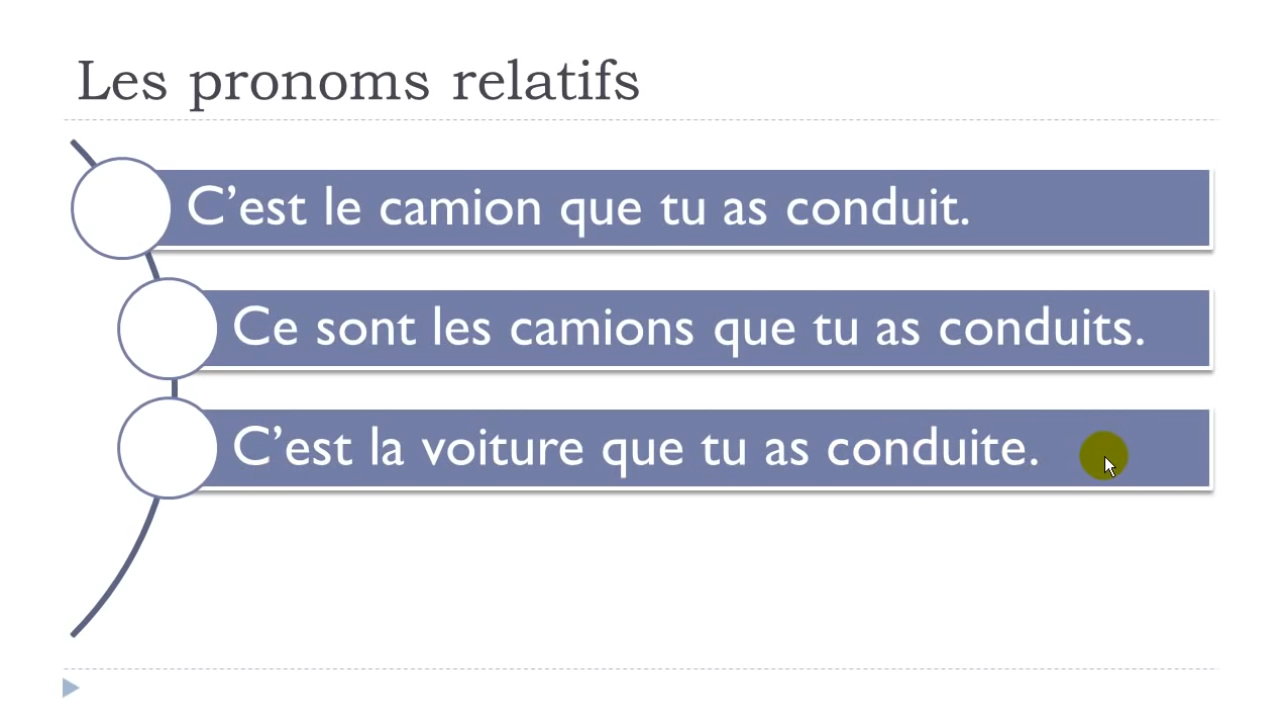 Les pronoms relatifs
C’est le camion que tu as conduit.
Ce sont les camions que tu as conduits.
C’est la voiture que tu as conduite.